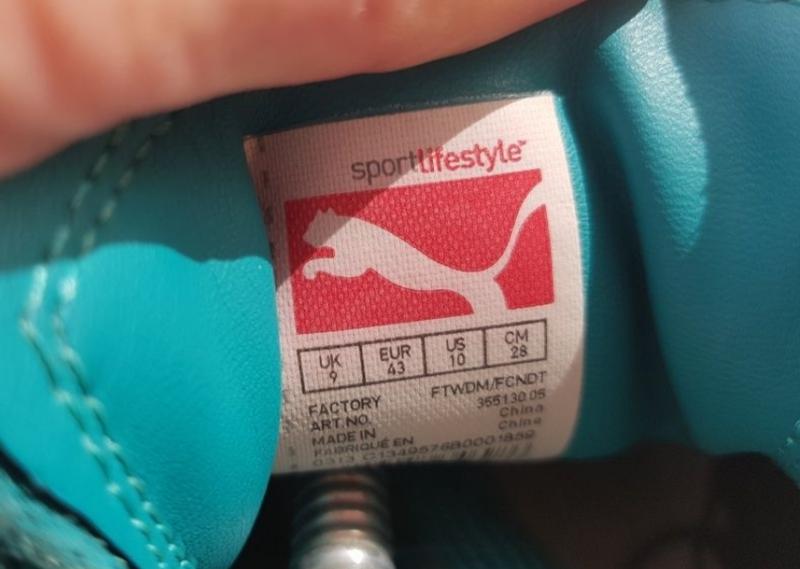 sportlifestyle™
UK EUR US CM
9 43 10 28
FACTORY FTWDM/FCNDT
ART.NO. 355130 05
MADE IN China
FABRIQUÉ EN China